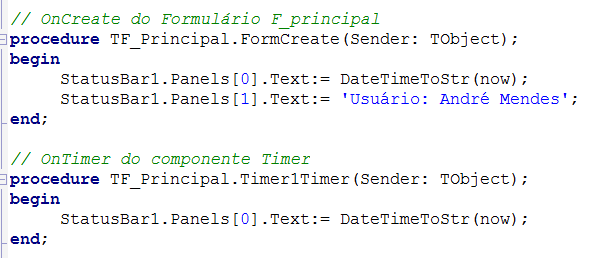 // OnCreate do Formulário F_principal
procedure TF_Principal.FormCreate(Sender: TObject);
begin
StatusBar1.Panels[0].Text:= DateTimeToStr(now);
StatusBar1.Panels[1].Text:= 'Usuário: André Mendes';
end;
// OnTimer do componente Timer
procedure TF_Principal.Timer1Timer(Sender: TObject);
begin
StatusBar1.Panels[0].Text:= DateTimeToStr(now);
end;